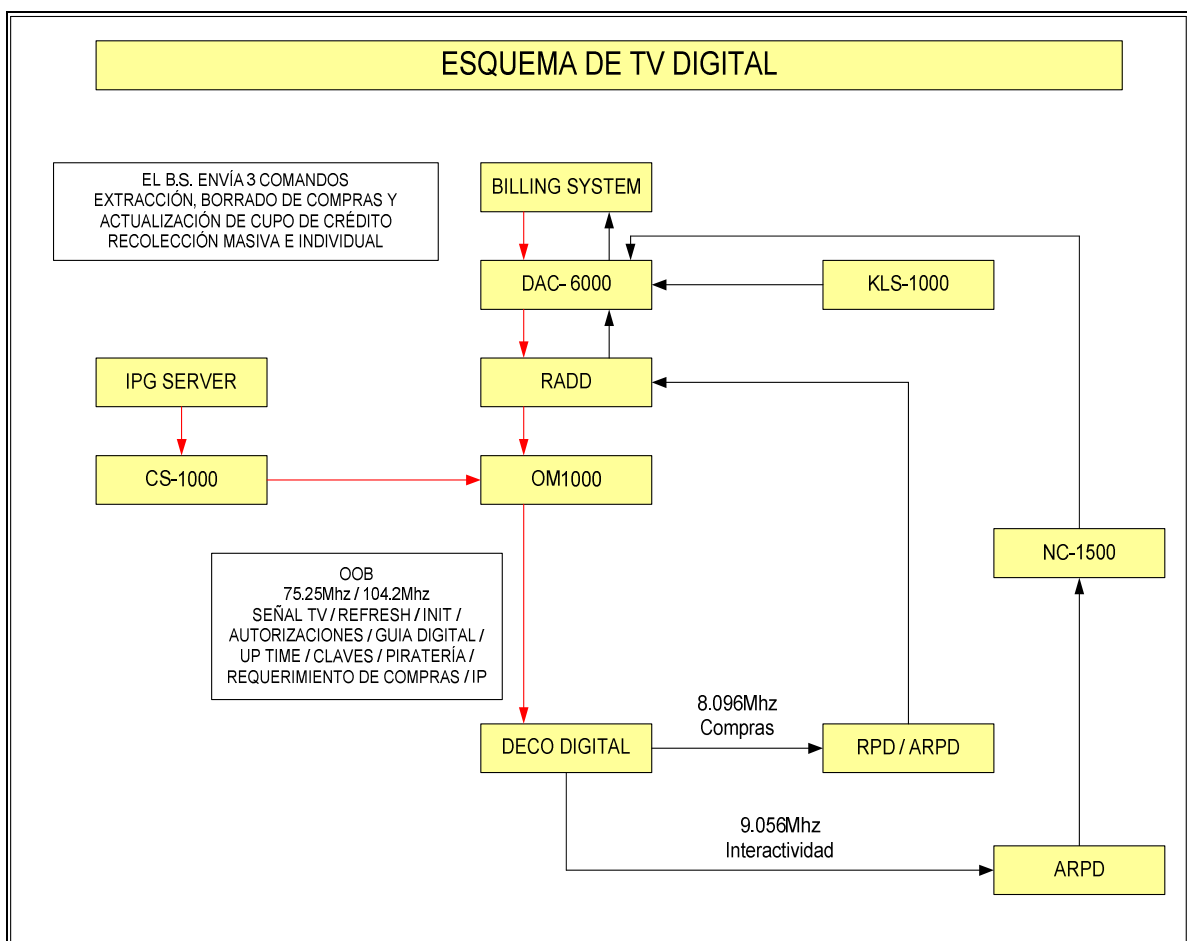 ESQUEMA DE TV DIGITAL
EL B.S. ENVÍA 3 COMANDOS
EXTRACCIÓN, BORRADO DE COMPRAS Y
ACTUALIZACIÓN DE CUPO DE CRÉDITO
RECOLECCIÓN MASIVA E INDIVIDUAL
BILLING SYSTEM
DAC- 6000
KLS-1000
IPG SERVER
RADD
CS-1000
OM1000
NC-1500
OOB
75.25Mhz / 104.2Mhz
SEÑAL TV / REFRESH / INIT /
AUTORIZACIONES / GUIA DIGITAL /
UP TIME / CLAVES / PIRATERÍA /
REQUERIMIENTO DE COMPRAS / IP
DECO DIGITAL
8.096Mhz
Compras
RPD / ARPD
9.056Mhz
Interactividad
ARPD